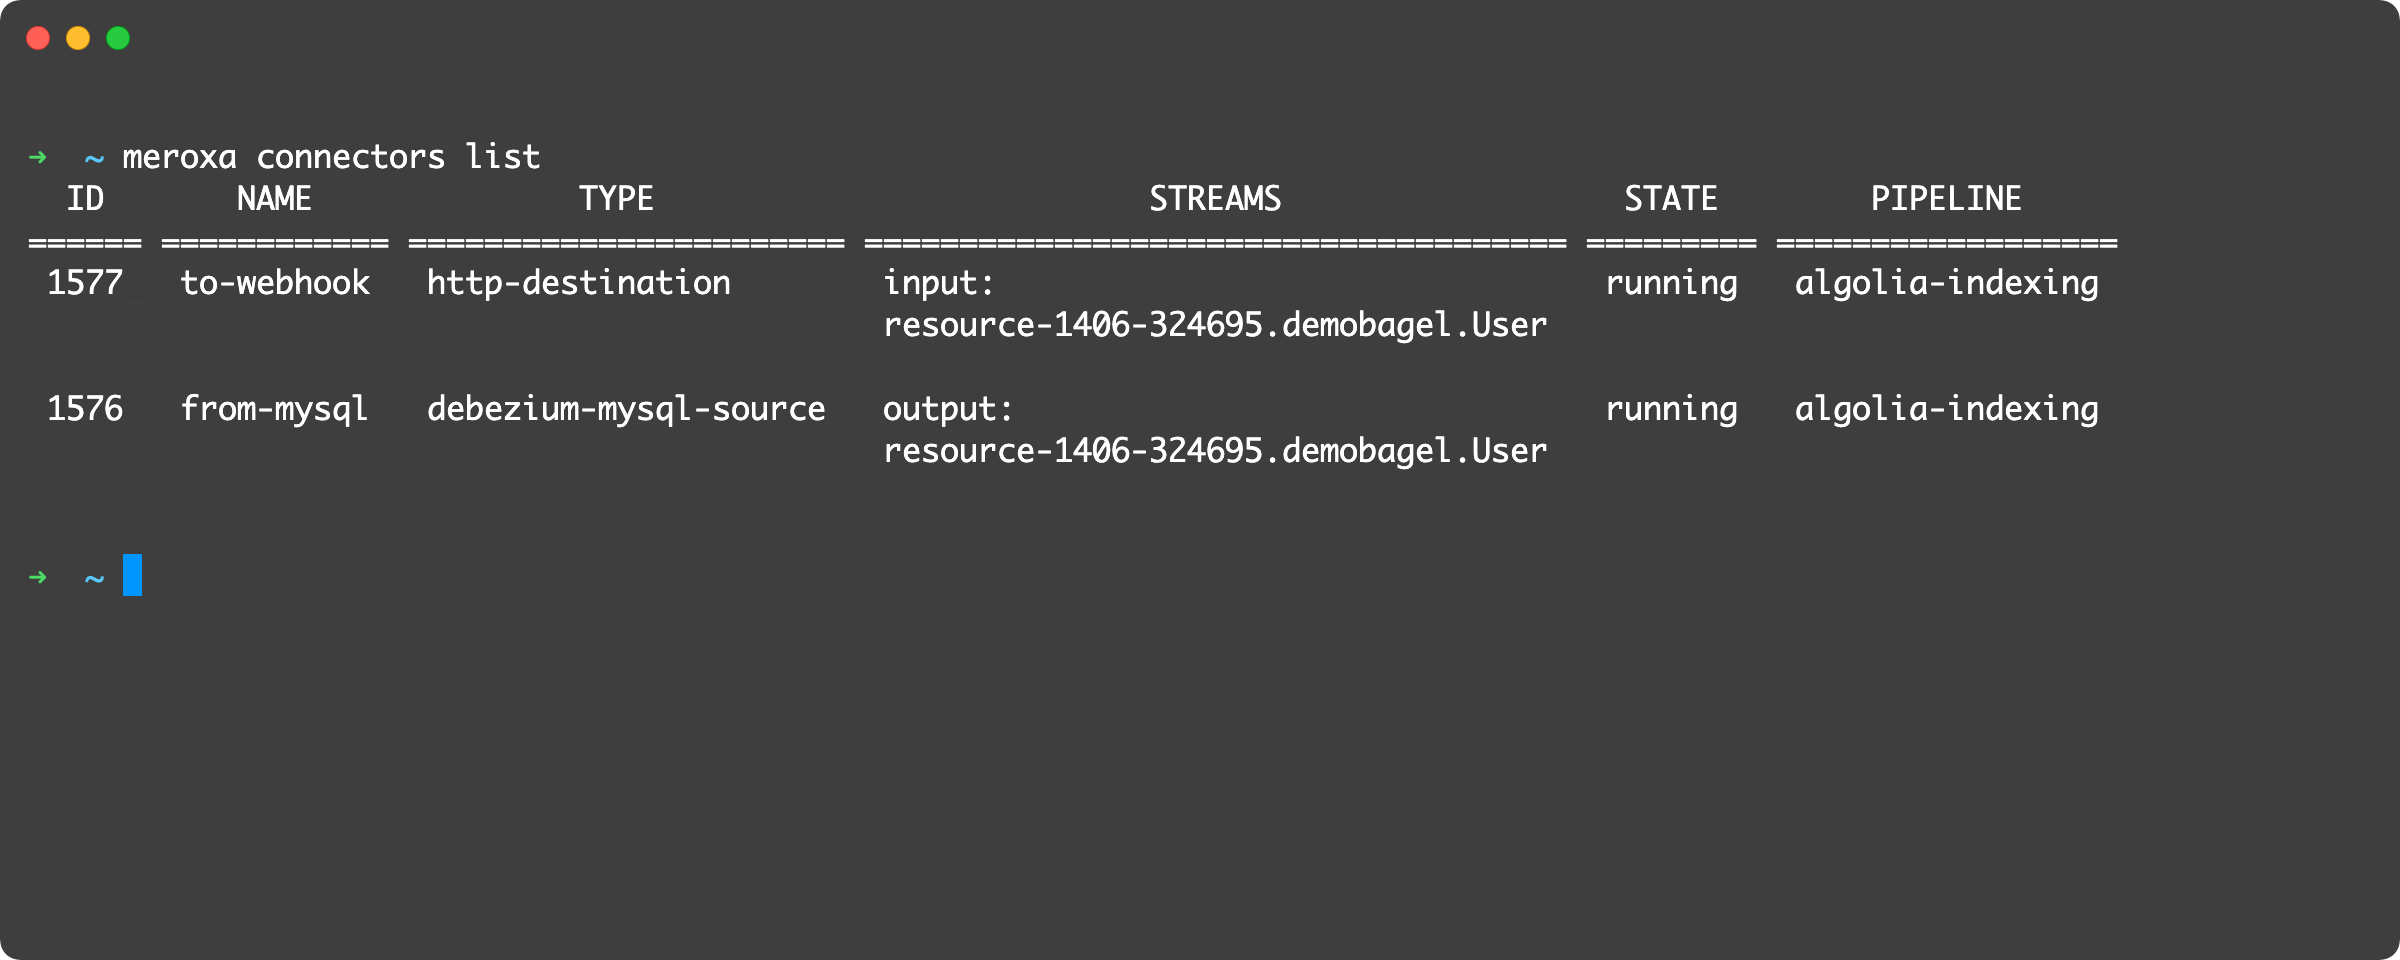 ➜  ~ meroxa connectors list
  ID       NAME              TYPE                          STREAMS                  STATE        PIPELINE
====== ============ ======================= ===================================== ========= ==================
 1577   to-webhook   http-destination        input:                                running   algolia-indexing
                                             resource-1406-324695.demobagel.User
 1576   from-mysql   debezium-mysql-source   output:                               running   algolia-indexing
                                             resource-1406-324695.demobagel.User
➜  ~